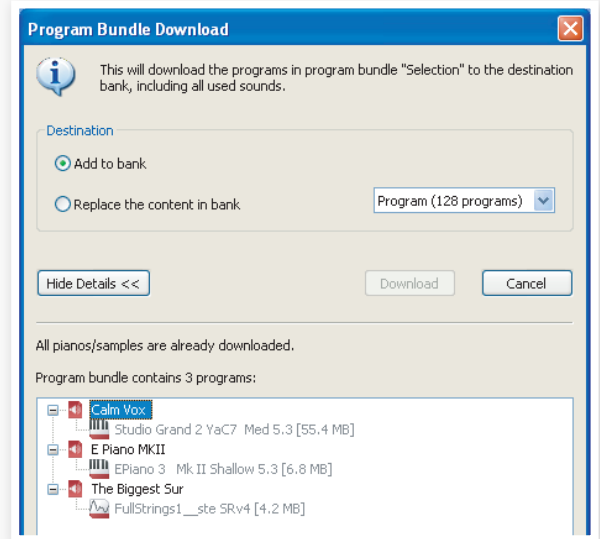 Program Bundle Download
This will download the programs in program bundle "Selection" to the destination
bank, including all used sounds.
Destination
Add to bank
Replace the content in bank
Program (128 programs)
Hide Details <<
Download
Cancel
All pianos/samples are already downloaded.
Program bundle contains 3 programs:
Calm Vox
Studio Grand 2 YaC7 Med 5.3 [55.4 MB]
E Piano MKII
EPiano 3 Mk II Shallow 5.3 [6.8 MB]
The Biggest Sur
FullStrings1__ste SRv4 [4.2 MB]